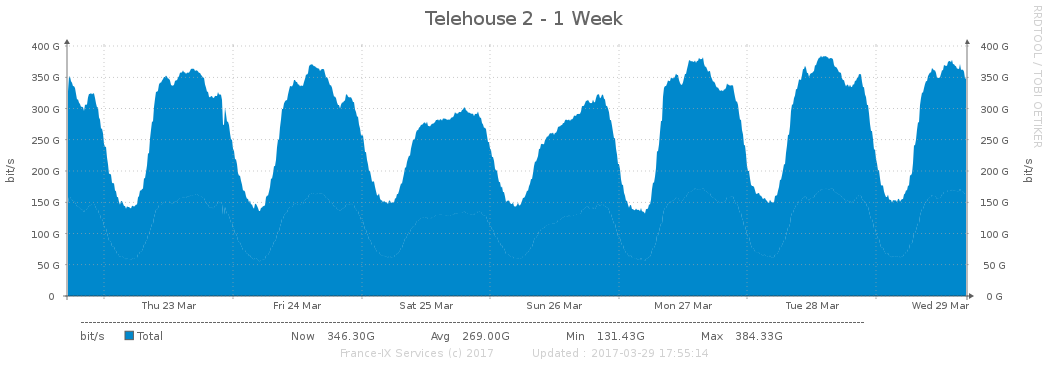 Telehouse 2 - 1 Week
RRDTOOL / TOBI OETIKER
400 G 400 G
350 G 350 G
300 G 300 G
250 G 250 G
200 G 200 G
150 G 150 G
100 G 100 G
50 G 50 G
0 0 G
bit/s bit/s
Thu 23 Mar Fri 24 Mar Sat 25 Mar Sun 26 Mar Mon 27 Mar Tue 28 Mar Wed 29 Mar
bit/s Total Now 346.30G Avg 269.00G Min 131.43G Max 384.33G
France-IX Services (c) 2017 Updated : 2017-03-29 17:55:14